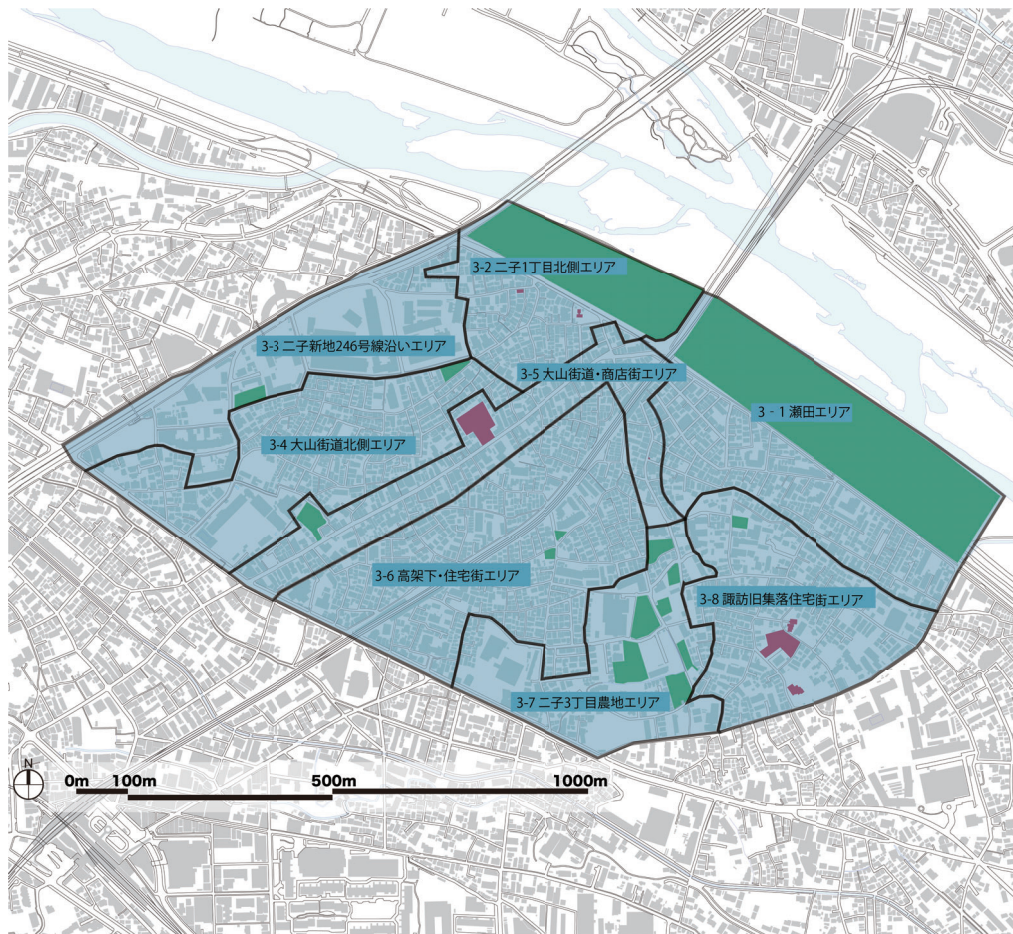 3-2 二子1丁目北側エリア
3-3 二子新地246号線沿いエリア
3-5 大山街道・商店街エリア
3‐1 瀬田エリア
3-4 大山街道北側エリア
3-6 高架下・住宅街エリア
3-8 諏訪旧集落住宅街エリア
3-7 二子3丁目農地エリア
N
0m 100m 500m 1000m